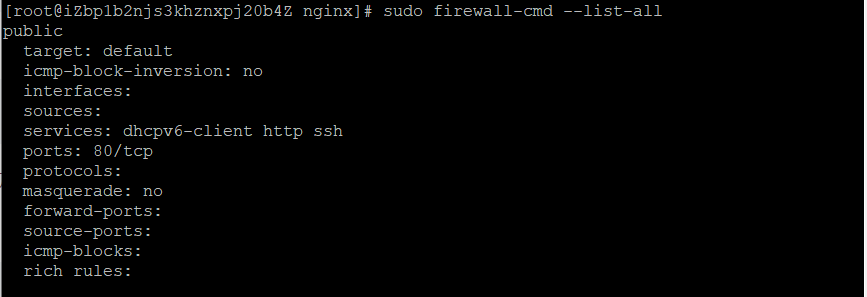 [root@iZbp1b2njs3khznxpj20b4Z nginx]# sudo firewall-cmd --list-all
public
  target: default
  icmp-block-inversion: no
  interfaces:
  sources:
  services: dhcpv6-client http ssh
  ports: 80/tcp
  protocols:
  masquerade: no
  forward-ports:
  source-ports:
  icmp-blocks:
  rich rules: